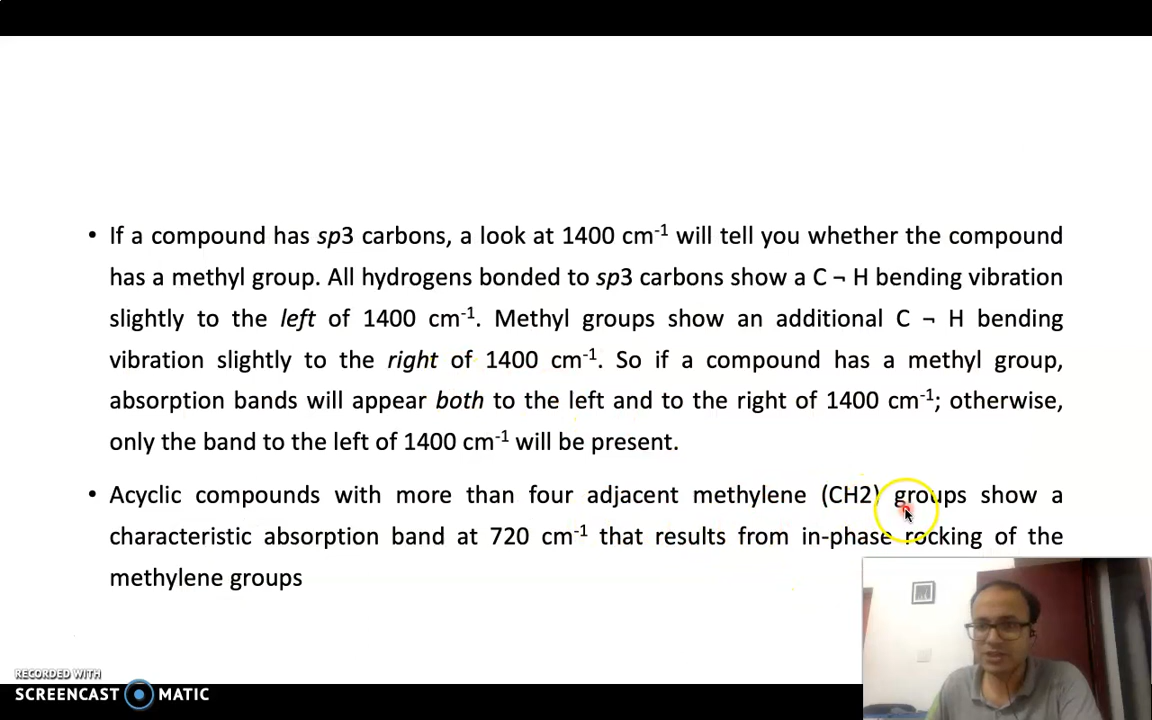 • If a compound has sp3 carbons, a look at 1400 cm⁻¹ will tell you whether the compound
has a methyl group. All hydrogens bonded to sp3 carbons show a C ¬ H bending vibration
slightly to the left of 1400 cm⁻¹. Methyl groups show an additional C ¬ H bending
vibration slightly to the right of 1400 cm⁻¹. So if a compound has a methyl group,
absorption bands will appear both to the left and to the right of 1400 cm⁻¹; otherwise,
only the band to the left of 1400 cm⁻¹ will be present.
• Acyclic compounds with more than four adjacent methylene (CH2) groups show a
characteristic absorption band at 720 cm⁻¹ that results from in-phase rocking of the
methylene groups
RECORDED WITH
SCREENCAST MATIC